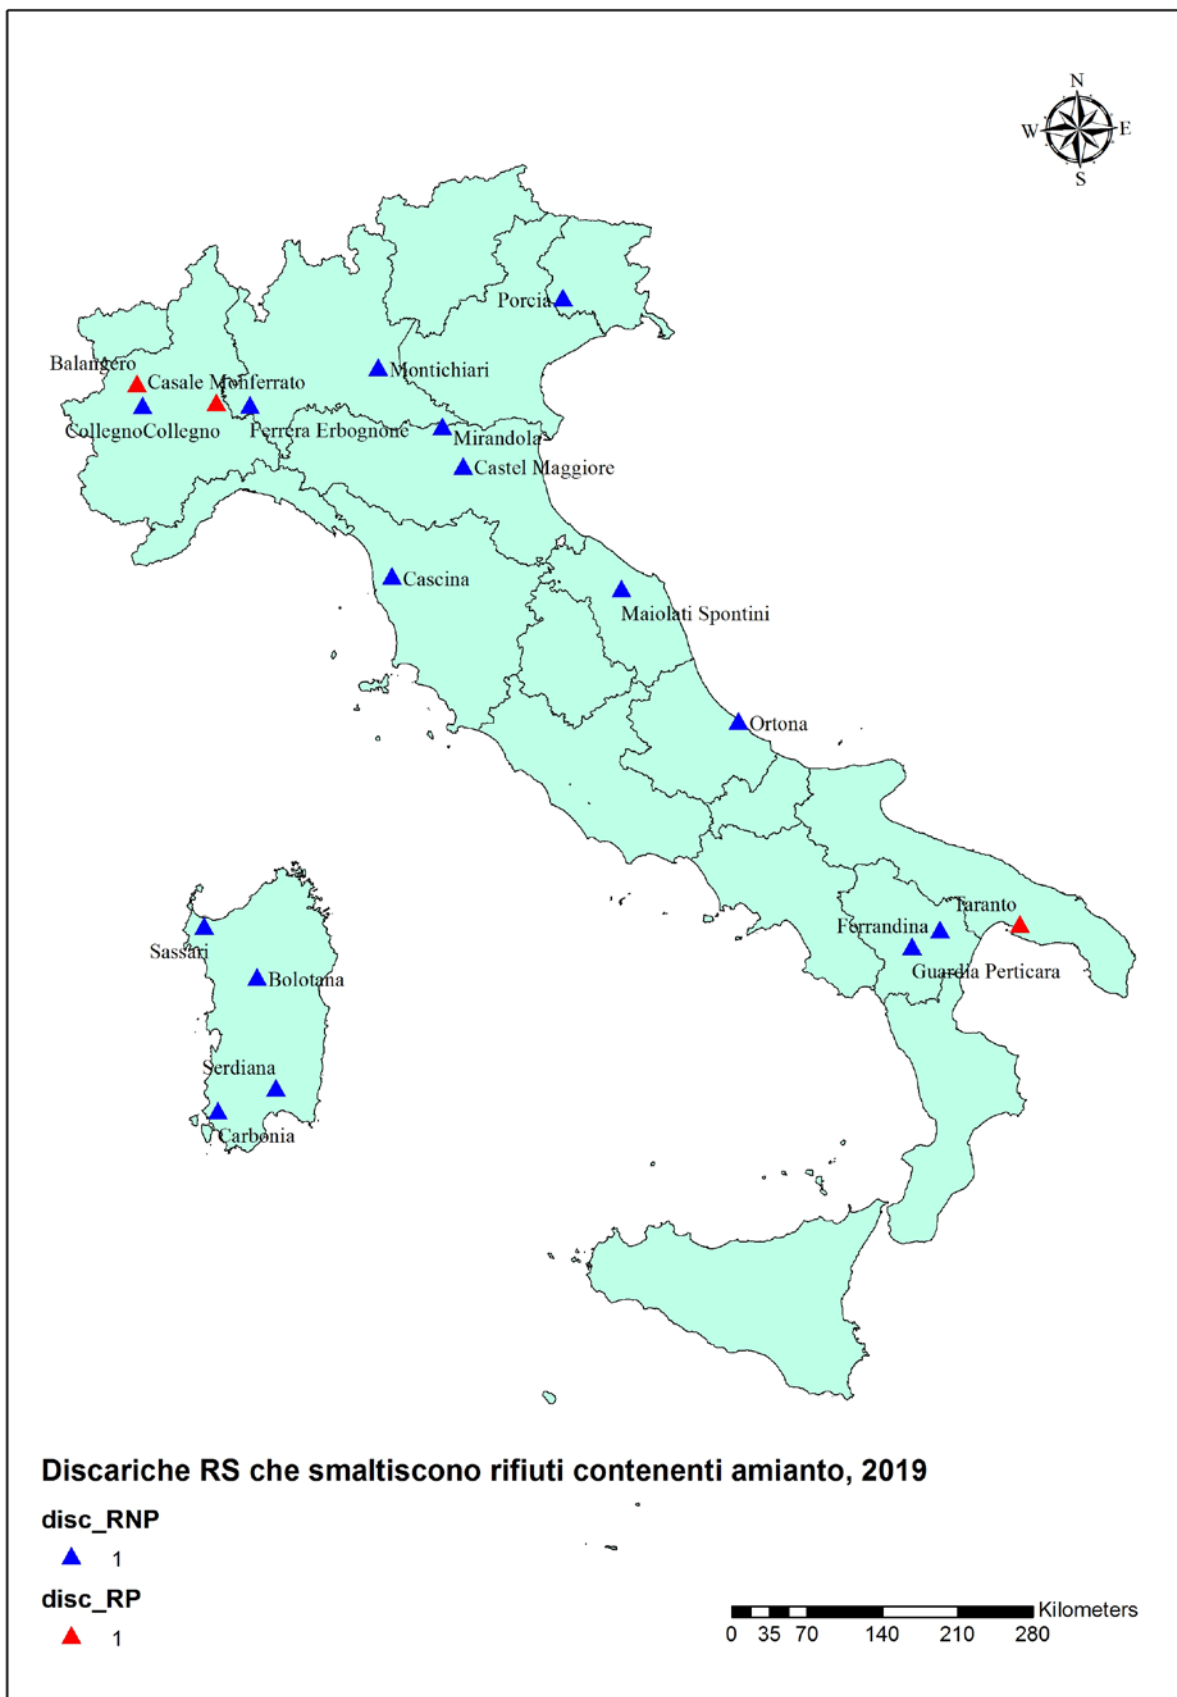 N
W E
S
Porcia
Balangero
Montichiari
Casale Monferrato
CollegnoCollegno
Ferrera Erbognone
Mirandola
Castel Maggiore
Cascina
Maiolati Spontini
Ortona
Taranto
Ferrandina
Guardia Perticara
Sassari
Bolotana
Serdiana
Carbonia
Discariche RS che smaltiscono rifiuti contenenti amianto, 2019
disc_RNP
1
disc_RP
1
Kilometers
0 35 70 140 210 280